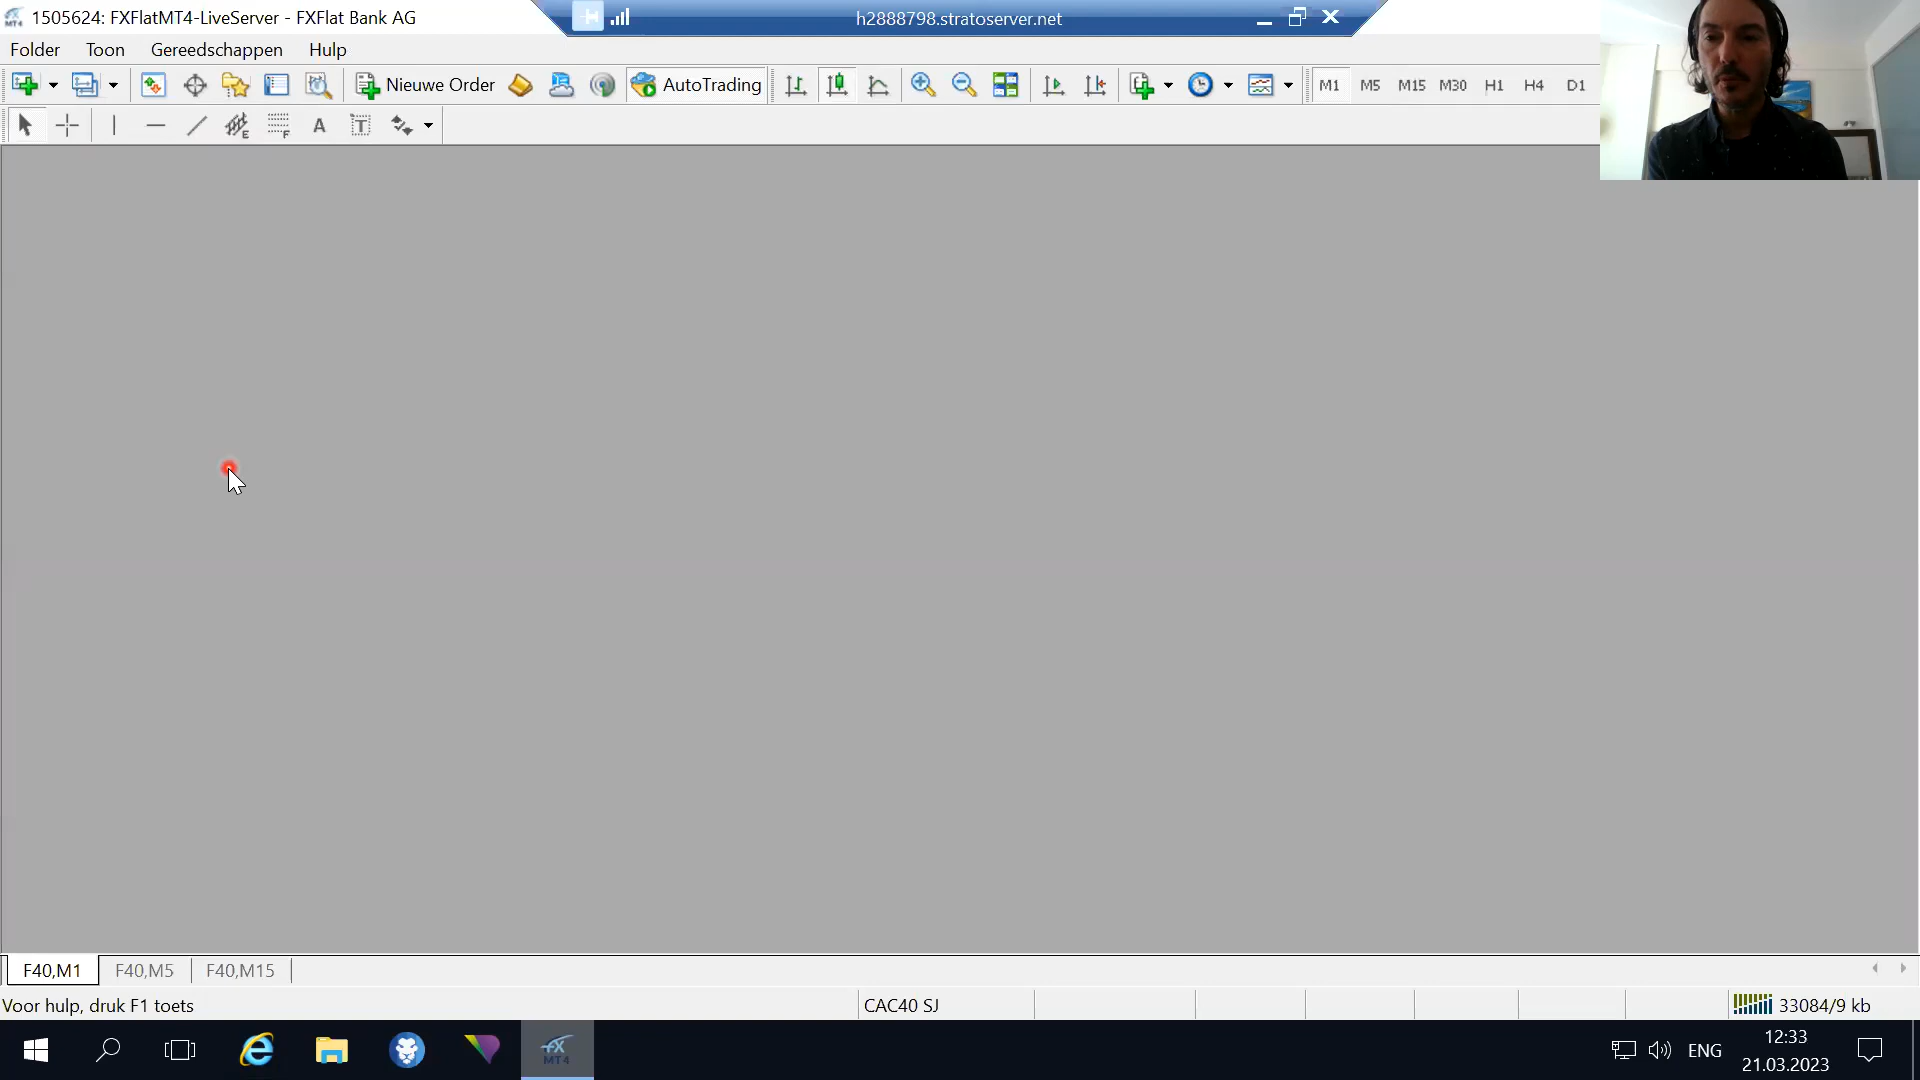 1505624: FXFlatMT4-LiveServer - FXFlat Bank AG
h2888798.stratoserver.net
Folder Toon Gereedschappen Hulp
Nieuwe Order AutoTrading M1 M5 M15 M30 H1 H4 D1
E F A T
F40,M1 F40,M5 F40,M15
Voor hulp, druk F1 toets CAC40 SJ 33084/9 kb
MT4 ENG
12:33
21.03.2023